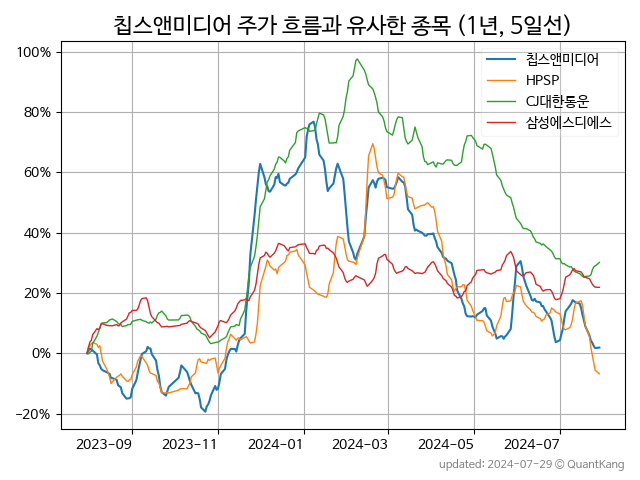 칩스앤미디어 주가 흐름과 유사한 종목 (1년, 5일선)
100%
80%
60%
40%
20%
0%
−20%
칩스앤미디어
HPSP
CJ대한통운
삼성에스디에스
2023-09
2023-11
2024-01
2024-03
2024-05
2024-07
updated: 2024-07-29 © QuantKang